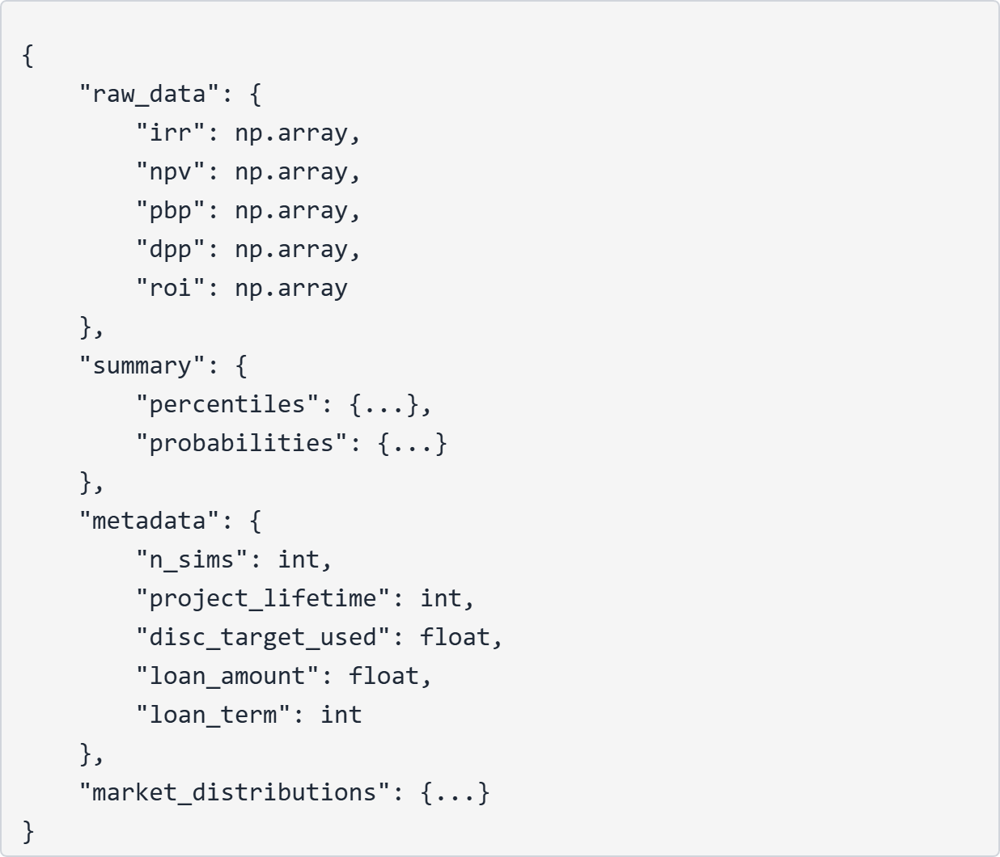 {
    "raw_data": {
        "irr": np.array,
        "npv": np.array,
        "pbp": np.array,
        "dpp": np.array,
        "roi": np.array
    },
    "summary": {
        "percentiles": {...},
        "probabilities": {...}
    },
    "metadata": {
        "n_sims": int,
        "project_lifetime": int,
        "disc_target_used": float,
        "loan_amount": float,
        "loan_term": int
    },
    "market_distributions": {...}
}